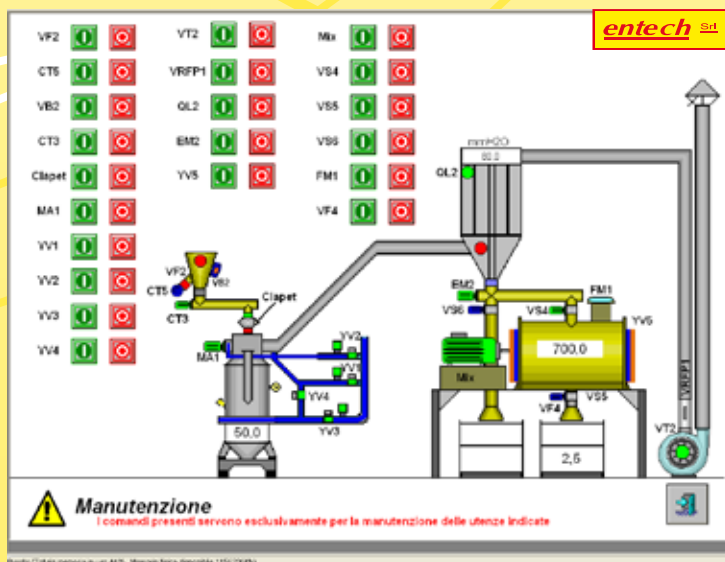 entech Srl
VF2
CT5
VB2
CT3
Clapet
MA1
YV1
YV2
YV3
YV4
VT2
VRFP1
QL2
EM2
YV5
Mix
VS4
VS5
VS6
FM1
VF4
mmH2O
QL2
VF2
VB2
CT5
CT3
Clapet
MA1
YV2
YV1
YV4
YV3
50,0
EM2
VS6
VS4
FM1
YV5
700,0
Mix
VF4
VS5
2,5
VRFP1
VT2
Manutenzione
I comandi presenti servono esclusivamente per la manutenzione delle utenze indicate